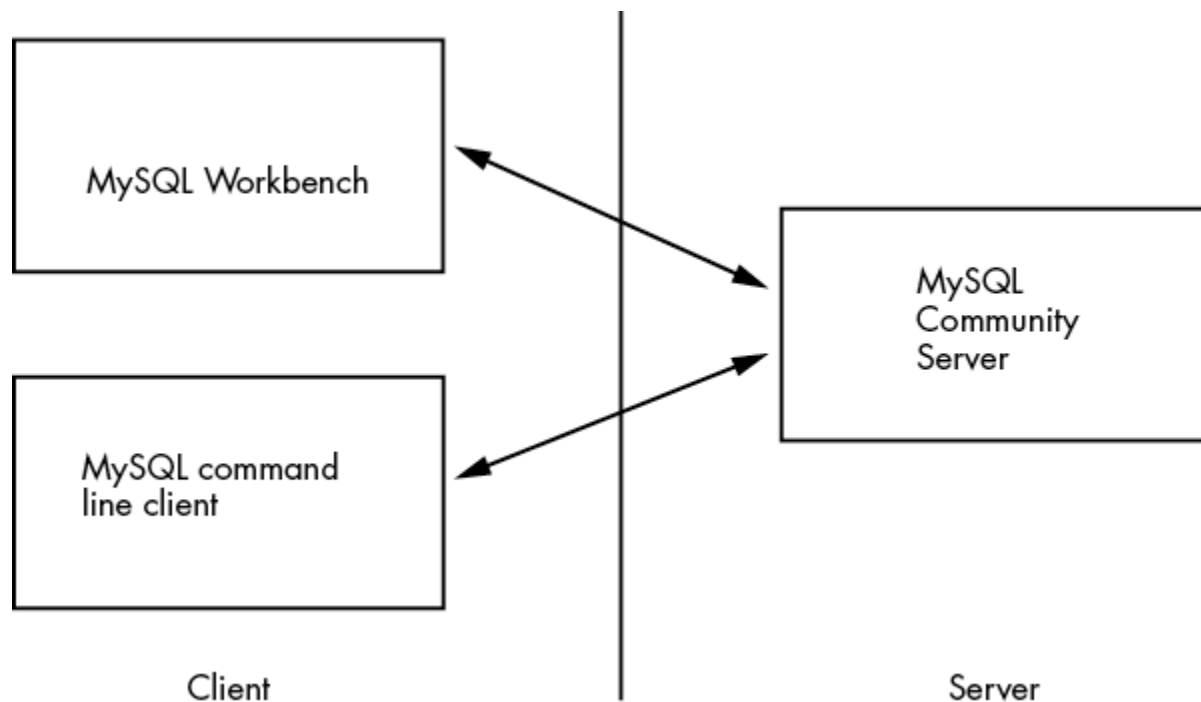 MySQL Workbench
MySQL command
line client
Client
MySQL
Community
Server
Server